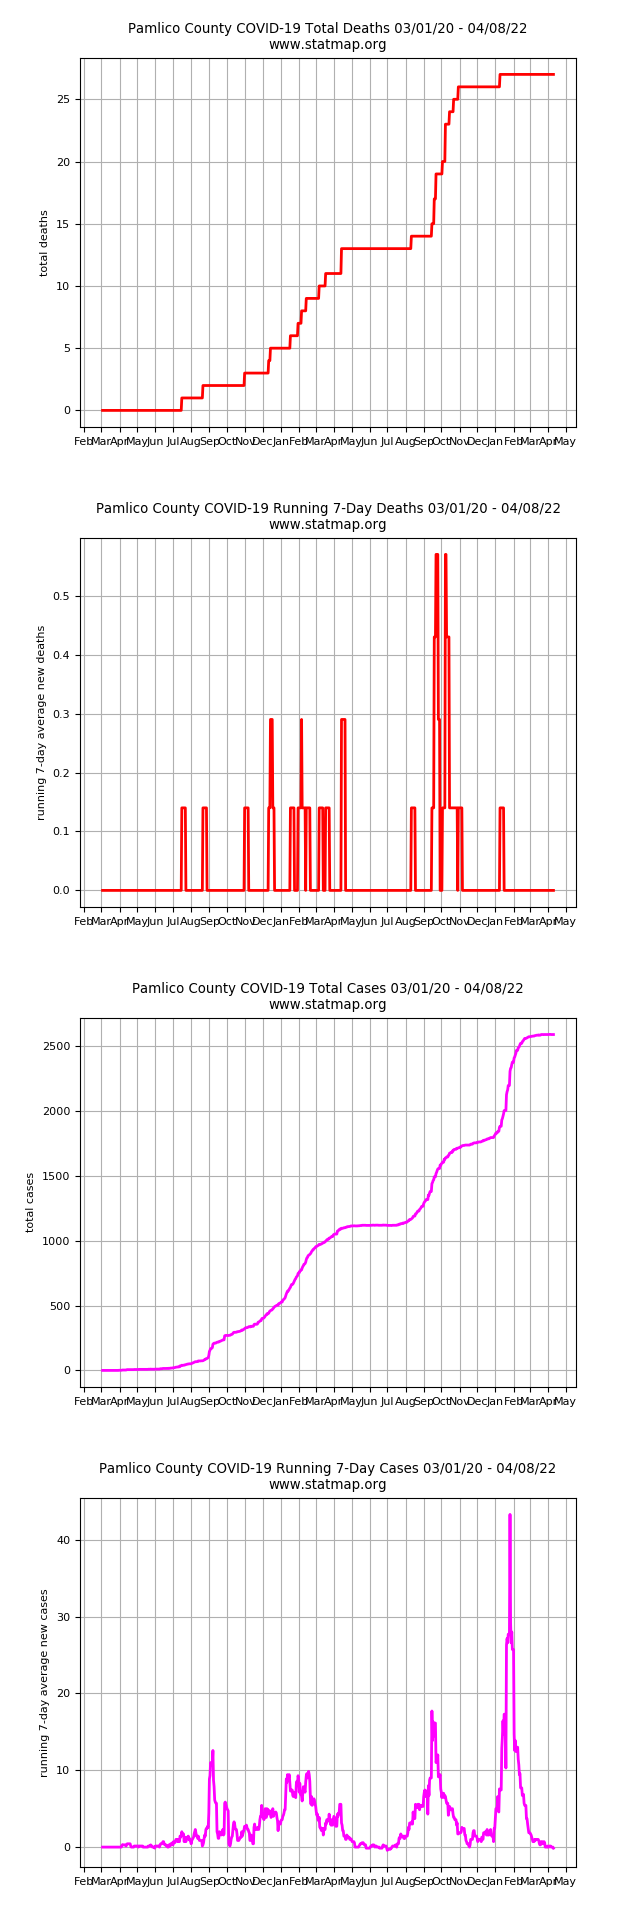 Pamlico County COVID-19 Total Deaths 03/01/20 - 04/08/22
www.statmap.org
total deaths
25
20
15
10
5
0
Feb Mar Apr May Jun Jul Aug Sep Oct Nov Dec Jan Feb Mar Apr May Jun Jul Aug Sep Oct Nov Dec Jan Feb Mar Apr May
Pamlico County COVID-19 Running 7-Day Deaths 03/01/20 - 04/08/22
www.statmap.org
running 7-day average new deaths
0.5
0.4
0.3
0.2
0.1
0.0
Feb Mar Apr May Jun Jul Aug Sep Oct Nov Dec Jan Feb Mar Apr May Jun Jul Aug Sep Oct Nov Dec Jan Feb Mar Apr May
Pamlico County COVID-19 Total Cases 03/01/20 - 04/08/22
www.statmap.org
total cases
2500
2000
1500
1000
500
0
Feb Mar Apr May Jun Jul Aug Sep Oct Nov Dec Jan Feb Mar Apr May Jun Jul Aug Sep Oct Nov Dec Jan Feb Mar Apr May
Pamlico County COVID-19 Running 7-Day Cases 03/01/20 - 04/08/22
www.statmap.org
running 7-day average new cases
40
30
20
10
0
Feb Mar Apr May Jun Jul Aug Sep Oct Nov Dec Jan Feb Mar Apr May Jun Jul Aug Sep Oct Nov Dec Jan Feb Mar Apr May